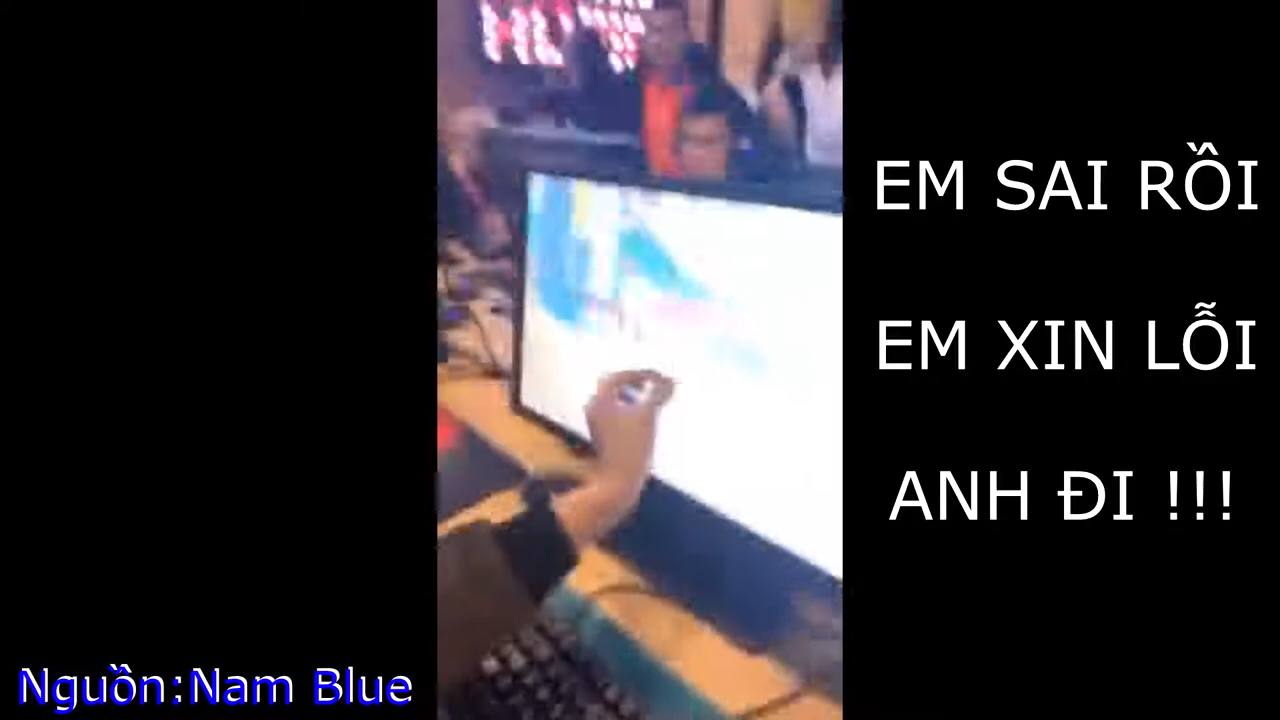 EM SAI RỒI
EM XIN LỖI
ANH ĐI !!!
Nguồn:Nam Blue